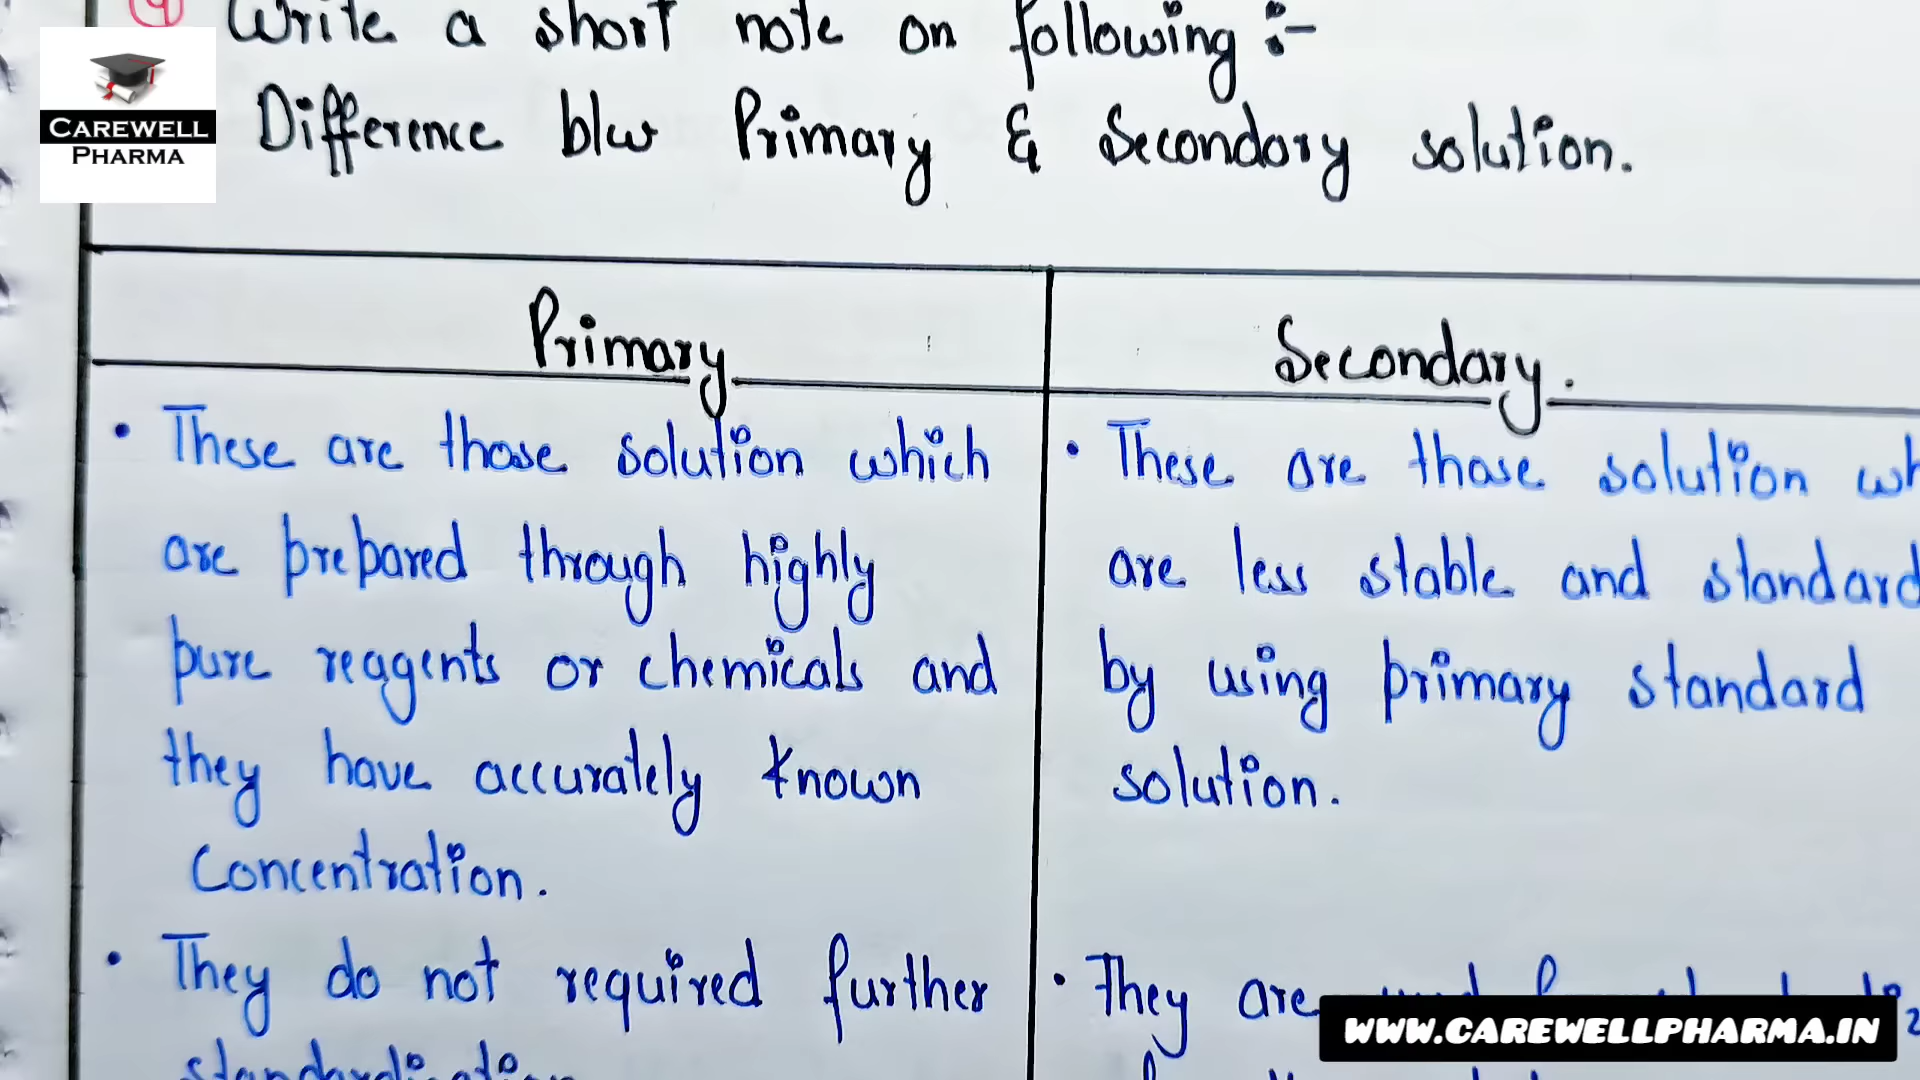 Write a short note on following :-
Difference b/w Primary & Secondary solution.
CAREWELL
PHARMA
Primary
Secondary.
• These are those solution which
are prepared through highly
pure reagents or chemicals and
they have accurately known
Concentration.
• They do not required further
standardization
• These are those solution
are less stable and standard
by using primary standard
solution.
• They are
WWW.CAREWELLPHARMA.IN